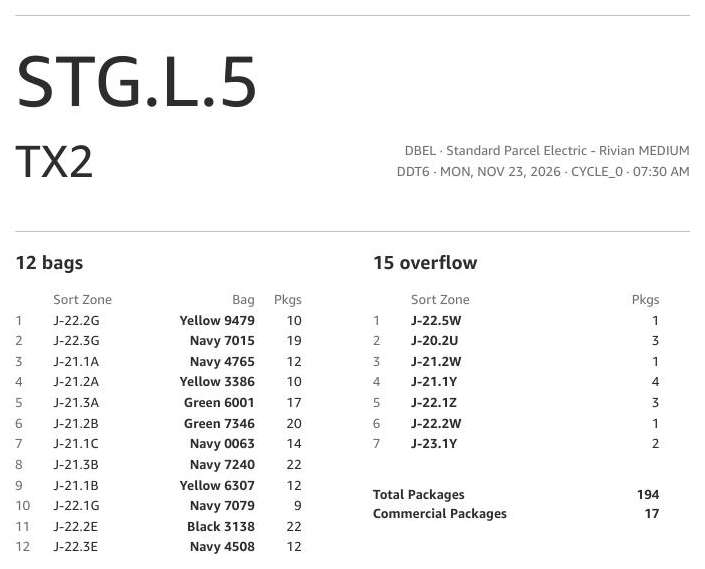 STG.L.5
TX2
DBEL · Standard Parcel Electric - Rivian MEDIUM
DDT6 · MON, NOV 23, 2026 · CYCLE_0 · 07:30 AM
12 bags
Sort Zone Bag Pkgs
1 J-22.2G Yellow 9479 10
2 J-22.3G Navy 7015 19
3 J-21.1A Navy 4765 12
4 J-21.2A Yellow 3386 10
5 J-21.3A Green 6001 17
6 J-21.2B Green 7346 20
7 J-21.1C Navy 0063 14
8 J-21.3B Navy 7240 22
9 J-21.1B Yellow 6307 12
10 J-22.1G Navy 7079 9
11 J-22.2E Black 3138 22
12 J-22.3E Navy 4508 12
15 overflow
Sort Zone Pkgs
1 J-22.5W 1
2 J-20.2U 3
3 J-21.2W 1
4 J-21.1Y 4
5 J-22.1Z 3
6 J-22.2W 1
7 J-23.1Y 2
Total Packages 194
Commercial Packages 17